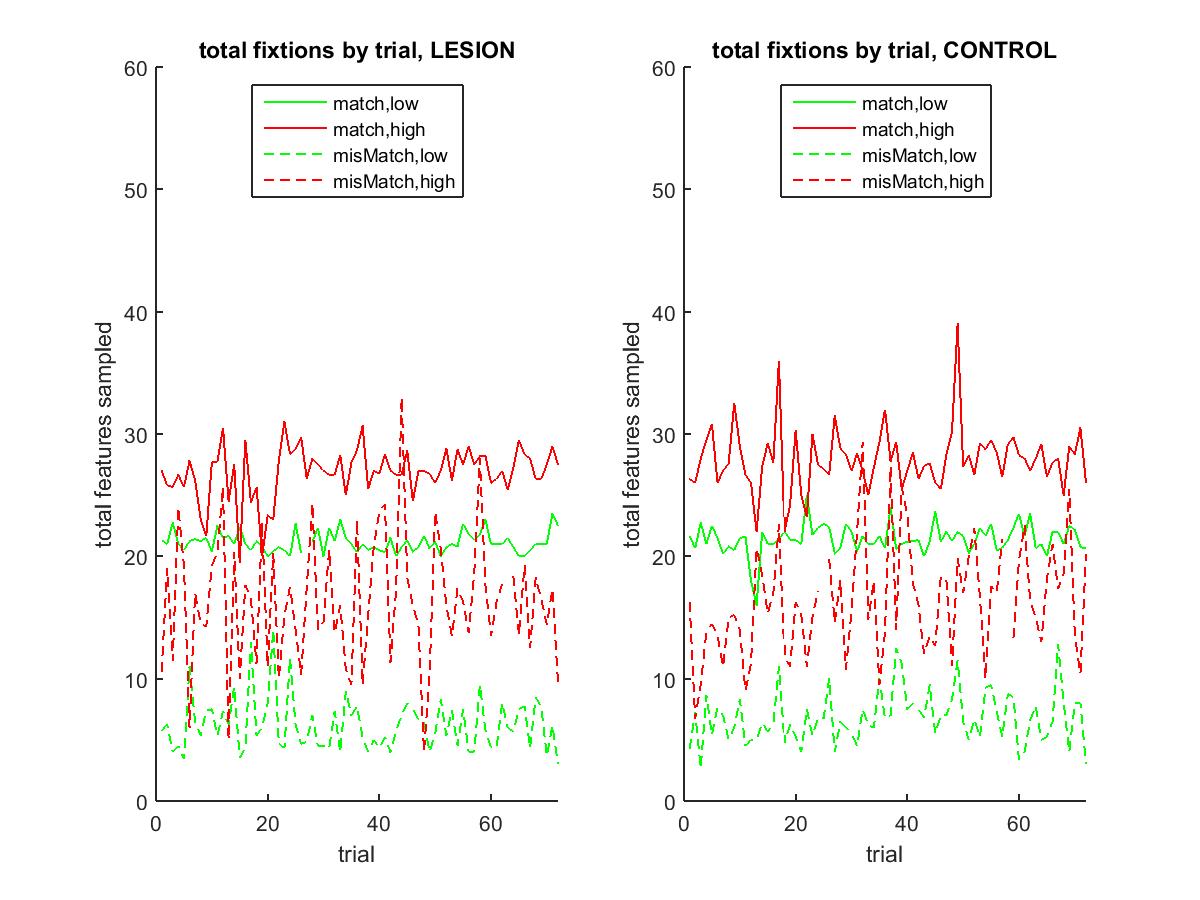 total fixtions by trial, LESION
match,low
match,high
misMatch,low
misMatch,high
total features sampled
60
50
40
30
20
10
0
0 20 40 60
trial
total fixtions by trial, CONTROL
match,low
match,high
misMatch,low
misMatch,high
total features sampled
60
50
40
30
20
10
0
0 20 40 60
trial